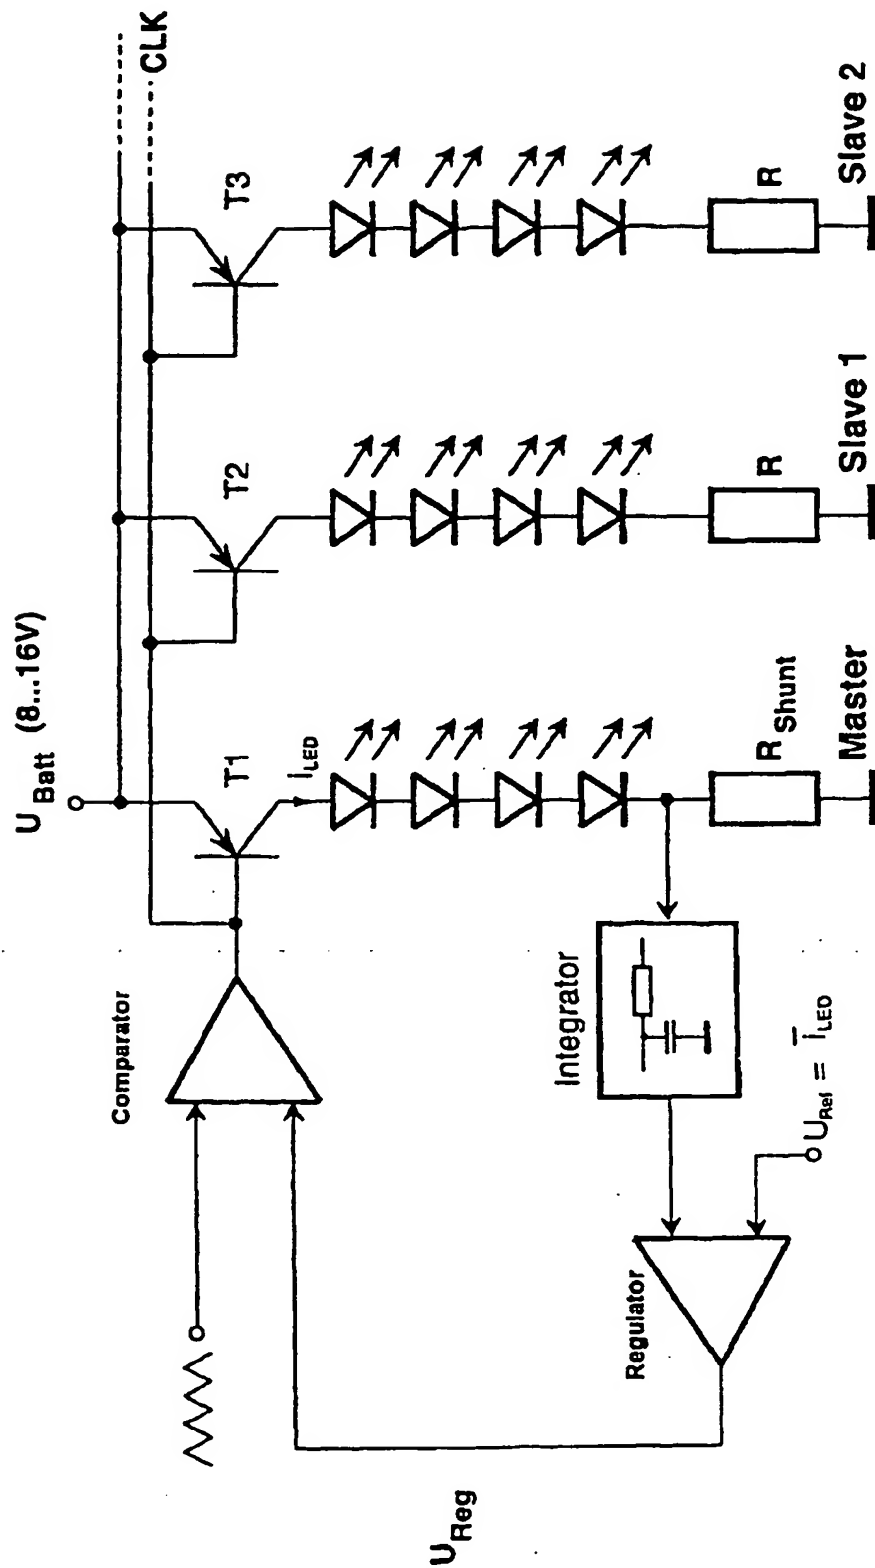 U_Batt (8...16V)
CLK
T1
T2
T3
I_LED
Comparator
Integrator
Regulator
U_Reg
U_Ref = I̅_LED
R_Shunt
R
R
Master
Slave 1
Slave 2